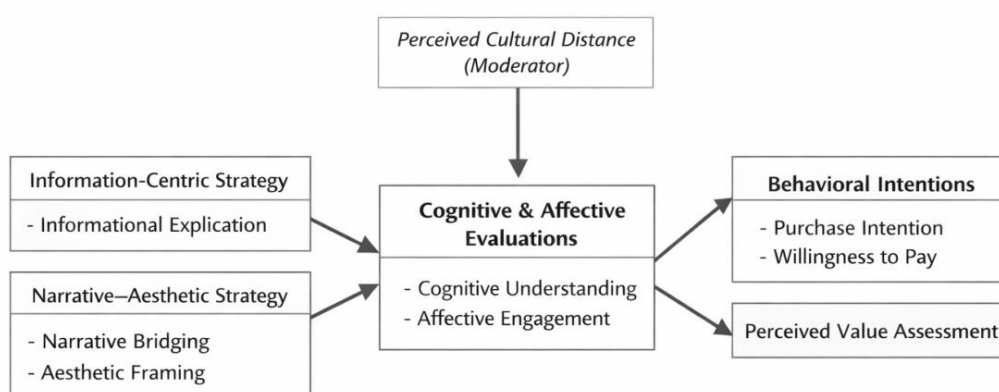 Perceived Cultural Distance
(Moderator)
Information-Centric Strategy
- Informational Explication
Narrative—Aesthetic Strategy
- Narrative Bridging
- Aesthetic Framing
Cognitive & Affective
Evaluations
- Cognitive Understanding
- Affective Engagement
Behavioral Intentions
- Purchase Intention
- Willingness to Pay
Perceived Value Assessment